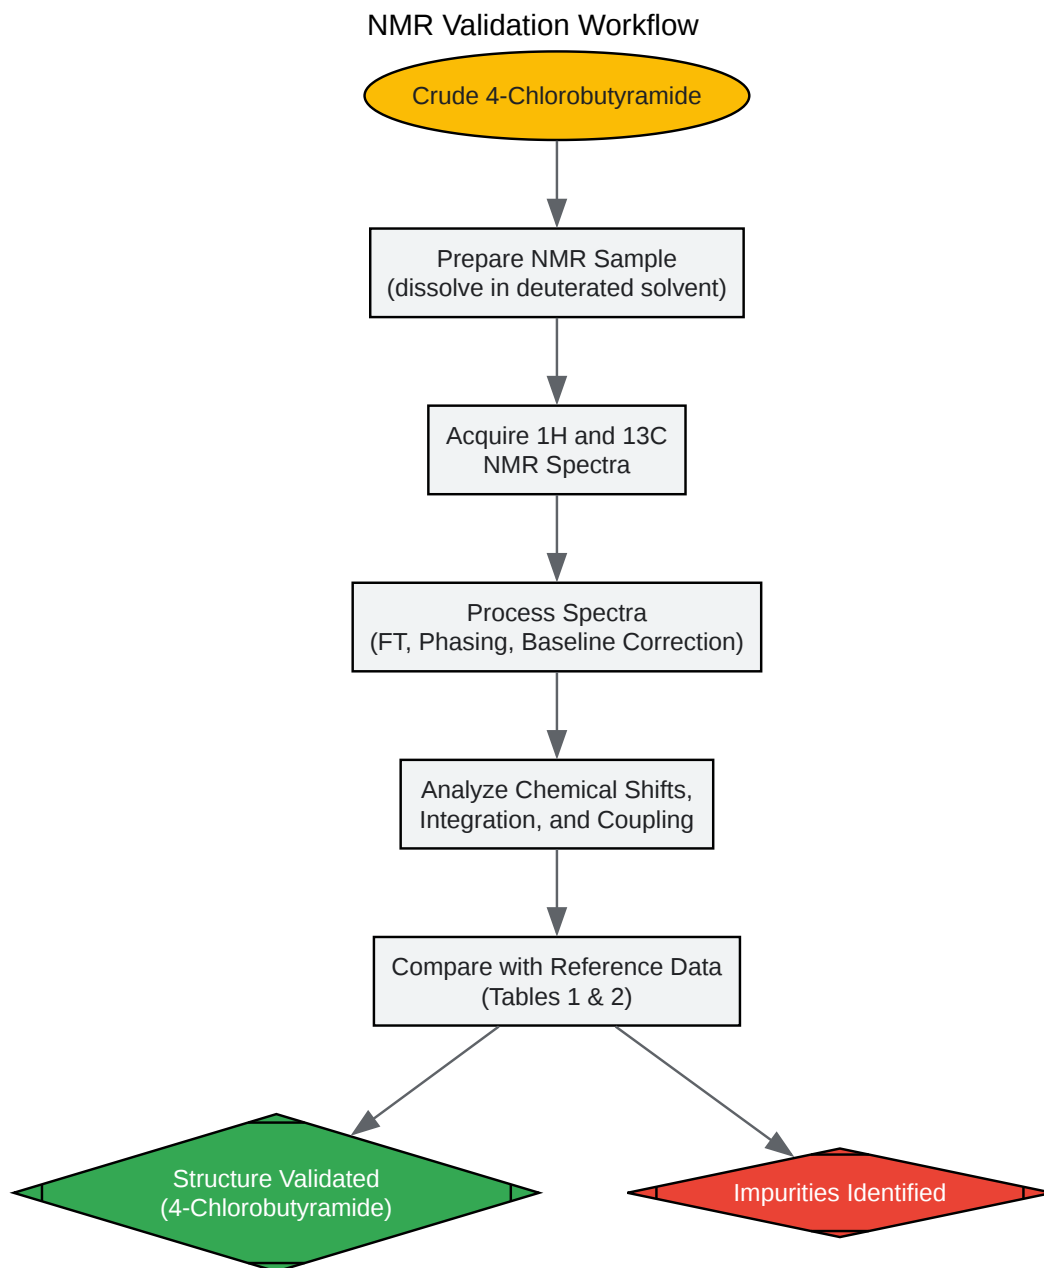 NMR Validation Workflow
Crude 4-Chlorobutyramide
Prepare NMR Sample
(dissolve in deuterated solvent)
Acquire 1H and 13C
NMR Spectra
Process Spectra
(FT, Phasing, Baseline Correction)
Analyze Chemical Shifts,
Integration, and Coupling
Compare with Reference Data
(Tables 1 & 2)
Structure Validated
(4-Chlorobutyramide)
Impurities Identified